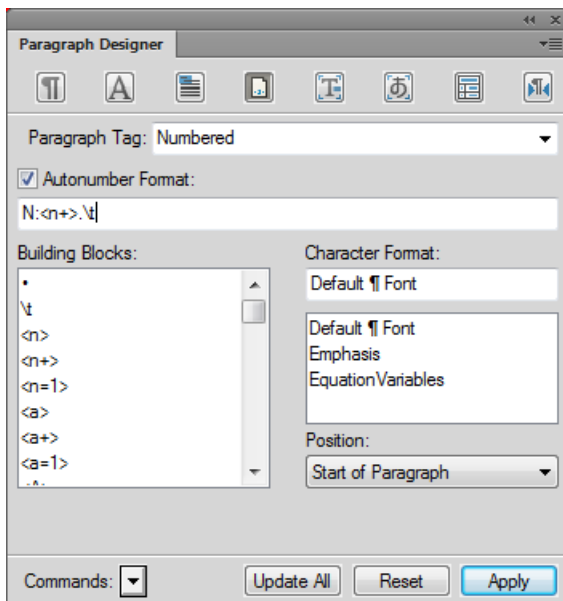 Paragraph Designer
Paragraph Tag: Numbered
Autonumber Format:
N:<n+>.\t
Building Blocks:
•
\t
<n>
<n+>
<n=1>
<a>
<a+>
<a=1>
Character Format:
Default ¶ Font
Default ¶ Font
Emphasis
EquationVariables
Position:
Start of Paragraph
Commands:
Update All
Reset
Apply